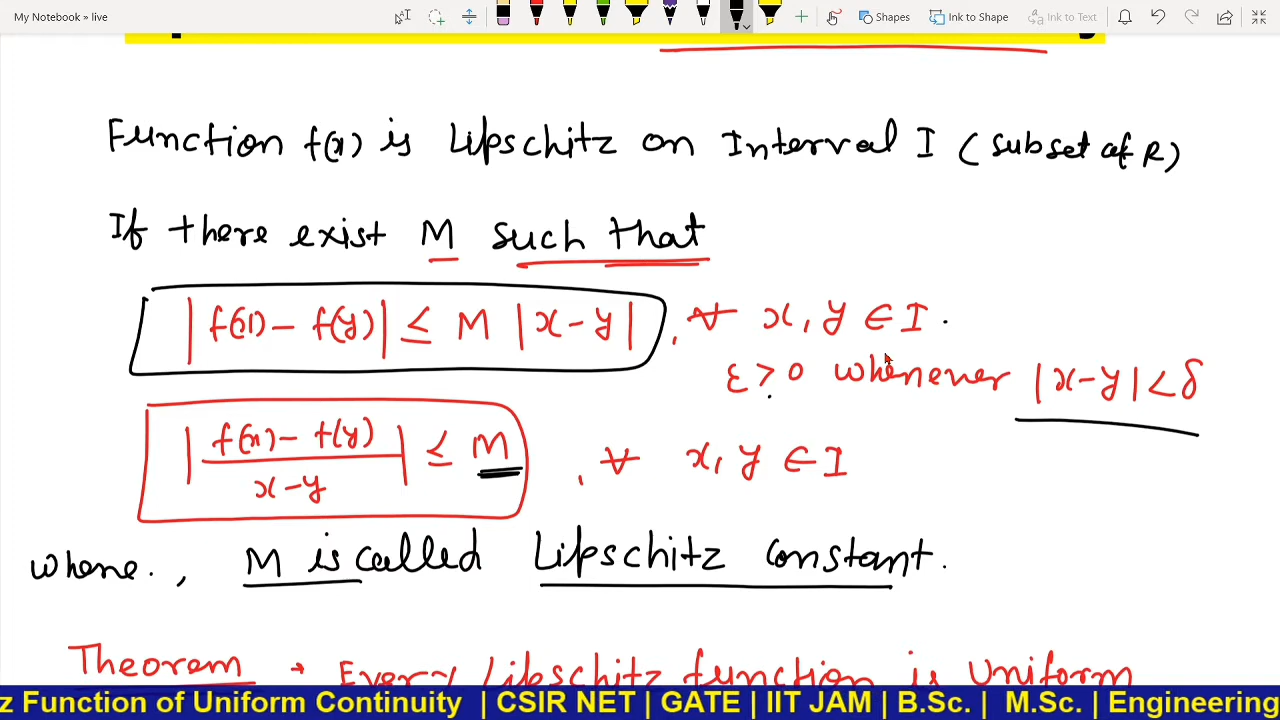 My Notebook » live
Shapes
Ink to Shape
Ink to Text
Function f(x) is Lipschitz on Interval I (subset of R)
If there exist M such that
|f(x) - f(y)| ≤ M |x-y| , ∀ x, y ∈ I .
ε > 0 whenever |x-y| < δ
|f(x) - f(y) / x-y| ≤ M , ∀ x, y ∈ I
where. , M is called Lipschitz constant.
Theorem → Every Lipschitz function is Uniform
z Function of Uniform Continuity | CSIR NET | GATE | IIT JAM | B.Sc. | M.Sc. | Engineering